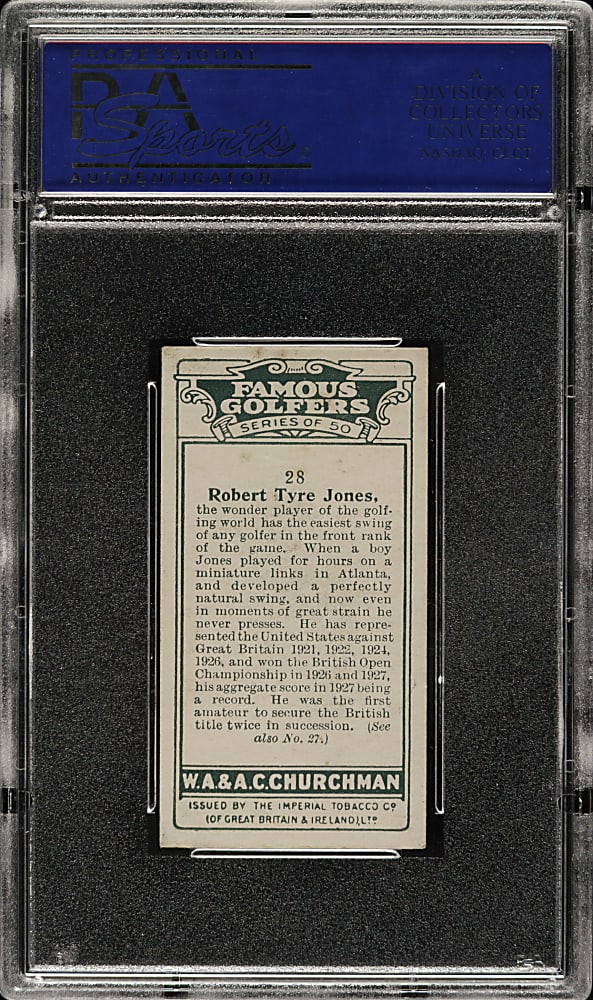 PROFESSIONAL
PSA
Sports
AUTHENTICATOR
A
DIVISION OF
COLLECTORS
UNIVERSE
NASDAQ: CLCT
FAMOUS
GOLFERS
SERIES OF 50
28
Robert Tyre Jones,
the wonder player of the golf-
ing world has the easiest swing
of any golfer in the front rank
of the game. When a boy
Jones played for hours on a
miniature links in Atlanta,
and developed a perfectly
natural swing, and now even
in moments of great strain he
never presses. He has repre-
sented the United States against
Great Britain 1921, 1922, 1924,
1926, and won the British Open
Championship in 1926 and 1927,
his aggregate score in 1927 being
a record. He was the first
amateur to secure the British
title twice in succession. (See
also No. 27.)
W.A.&A.C.CHURCHMAN
ISSUED BY THE IMPERIAL TOBACCO Co
(OF GREAT BRITAIN & IRELAND), LTD